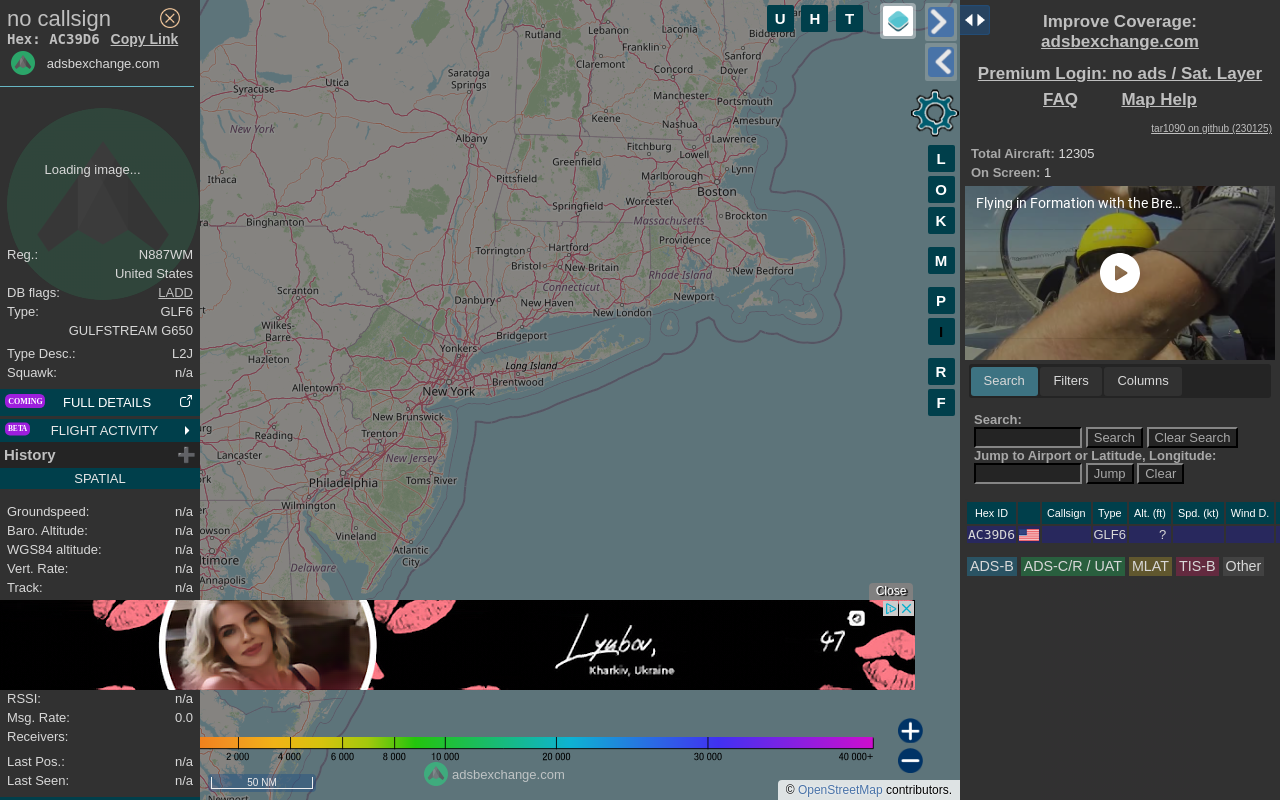 no callsign
Hex: AC39D6 Copy Link
adsbexchange.com
Loading image...
Reg.: N887WM
United States
DB flags: LADD
Type: GLF6
GULFSTREAM G650
Type Desc.: L2J
Squawk: n/a
COMING FULL DETAILS
BETA FLIGHT ACTIVITY
History
SPATIAL
Groundspeed: n/a
Baro. Altitude: n/a
WGS84 altitude: n/a
Vert. Rate: n/a
Track: n/a
RSSI: n/a
Msg. Rate: 0.0
Receivers:
Last Pos.: n/a
Last Seen: n/a
U H T
Rutland
Lebanon
Laconia
Biddeford
Franklin
Claremont
Sanford
Concord
Dover
Saratoga
Springs
Utica
Syracuse
Manchester
Portsmouth
Keene
Nashua
Amesbury
New York
Albany
Fitchburg
Lawrence
Lowell
Greenfield
Lynn
Ithaca
Pittsfield
Marlborough
Boston
Worcester
Springfield
Massachusetts
Brockton
Binghamton
Providence
Torrington
Hartford
Bristol
New Britain
Rhode Island
New Bedford
Connecticut
Scranton
Danbury
New Haven
Newport
New London
Wilkes-
Barre
Bridgeport
Yonkers
Hazleton
Long Island
Brentwood
Allentown
New York
New Brunswick
Reading
Trenton
Lancaster
New Jersey
Philadelphia
Toms River
Wilmington
Vineland
Atlantic
City
Delaware
Annapolis
L
O
K
M
P
I
R
F
Close
Lyubov, 47
Kharkiv, Ukraine
2 000 4 000 6 000 8 000 10 000 20 000 30 000 40 000+
adsbexchange.com
50 NM
© OpenStreetMap contributors.
Improve Coverage:
adsbexchange.com
Premium Login: no ads / Sat. Layer
FAQ Map Help
tar1090 on github (230125)
Total Aircraft: 12305
On Screen: 1
Flying in Formation with the Bre...
Search Filters Columns
Search:
Search Clear Search
Jump to Airport or Latitude, Longitude:
Jump Clear
Hex ID Callsign Type Alt. (ft) Spd. (kt) Wind D.
AC39D6 GLF6 ?
ADS-B ADS-C/R / UAT MLAT TIS-B Other